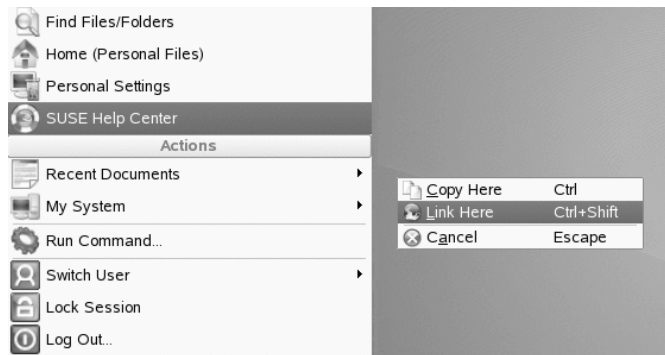 Find Files/Folders
Home (Personal Files)
Personal Settings
SUSE Help Center
Actions
Recent Documents
My System
Run Command...
Switch User
Lock Session
Log Out...
Copy Here Ctrl
Link Here Ctrl+Shift
Cancel Escape